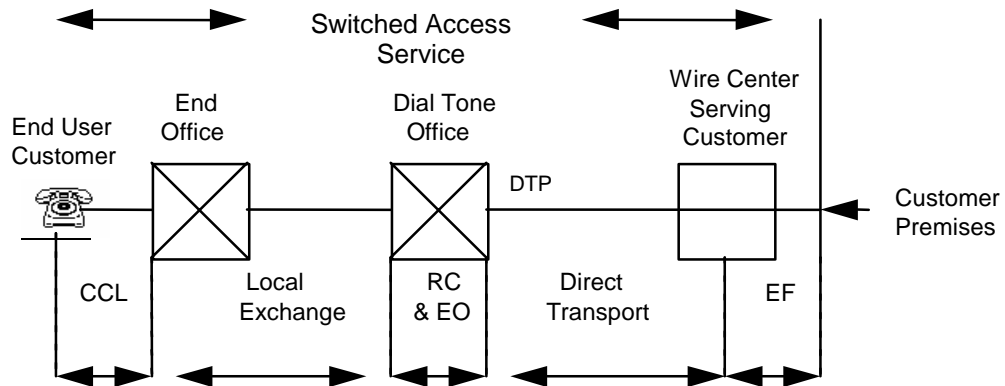 Switched Access
Service
Wire Center
Serving
Customer
End
Office
Dial Tone
Office
End User
Customer
DTP
Customer
Premises
CCL
Local
Exchange
RC
& EO
Direct
Transport
EF